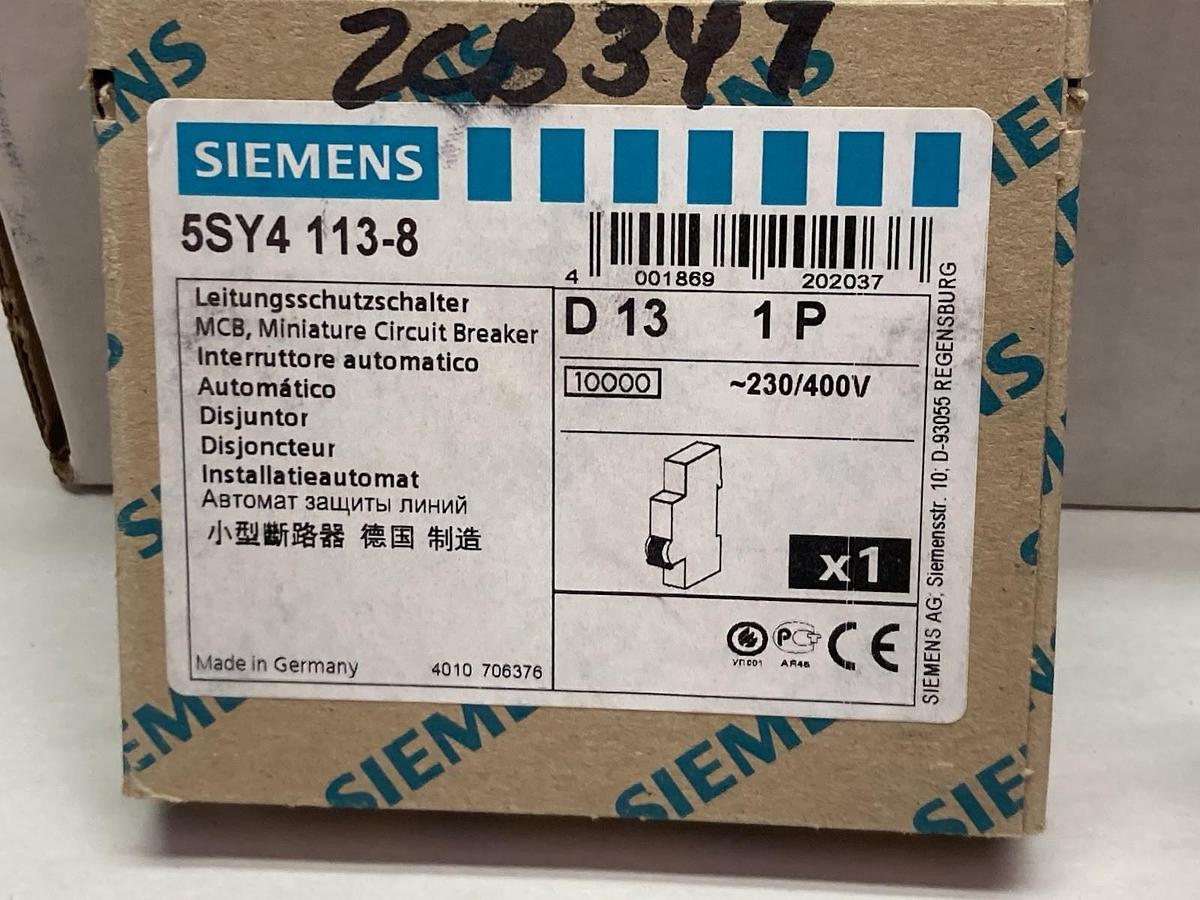 2CB347
SIEMENS
5SY4 113-8
4 001869 202037
Leitungsschutzschalter
MCB, Miniature Circuit Breaker
Interruttore automatico
Automático
Disjuntor
Disjoncteur
Installatieautomat
Автомат защиты линий
小型斷路器 德国 制造
Made in Germany 4010 706376
D 13 1 P
10000 ~230/400V
x1
УП001 АЯ46 CE
SIEMENS AG, Siemensstr. 10; D-93055 REGENSBURG
SIEMENS
SIEMENS